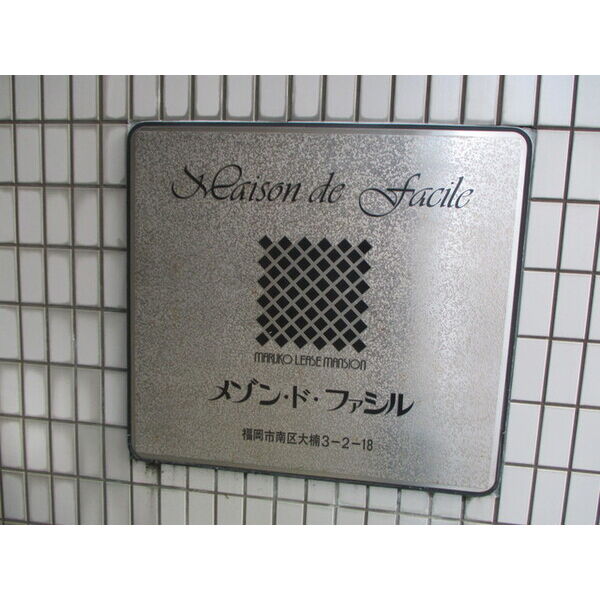 Maison de Facile
MARUKO LEASE MANSION
メゾン・ド・ファシル
福岡市南区大楠3-2-18